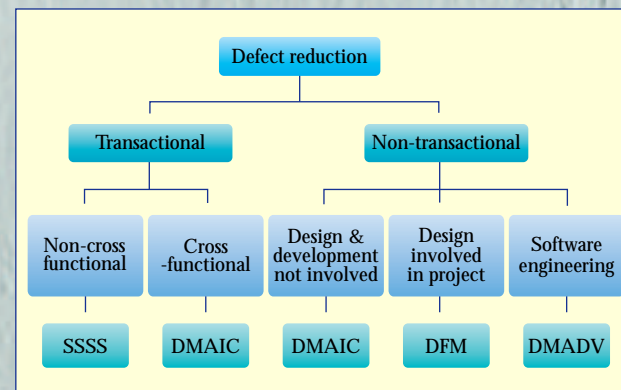 Defect reduction
Transactional
Non-transactional
Non-cross
functional
Cross
-functional
Design &
development
not involved
Design
involved
in project
Software
engineering
SSSS
DMAIC
DMAIC
DFM
DMADV